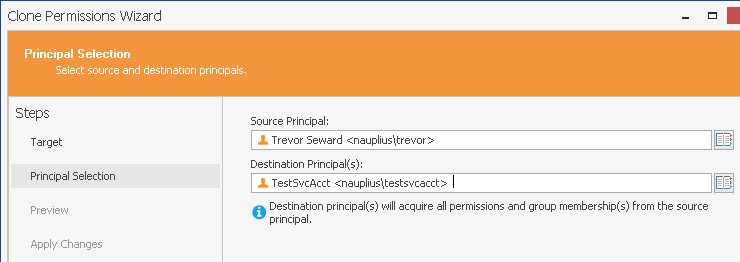 Clone Permissions Wizard
Principal Selection
Select source and destination principals.
Steps
Target
Principal Selection
Preview
Apply Changes
Source Principal:
Trevor Seward <nauplius\trevor>
Destination Principal(s):
TestSvcAcct <nauplius\testsvcacct>
Destination principal(s) will acquire all permissions and group membership(s) from the source
principal.